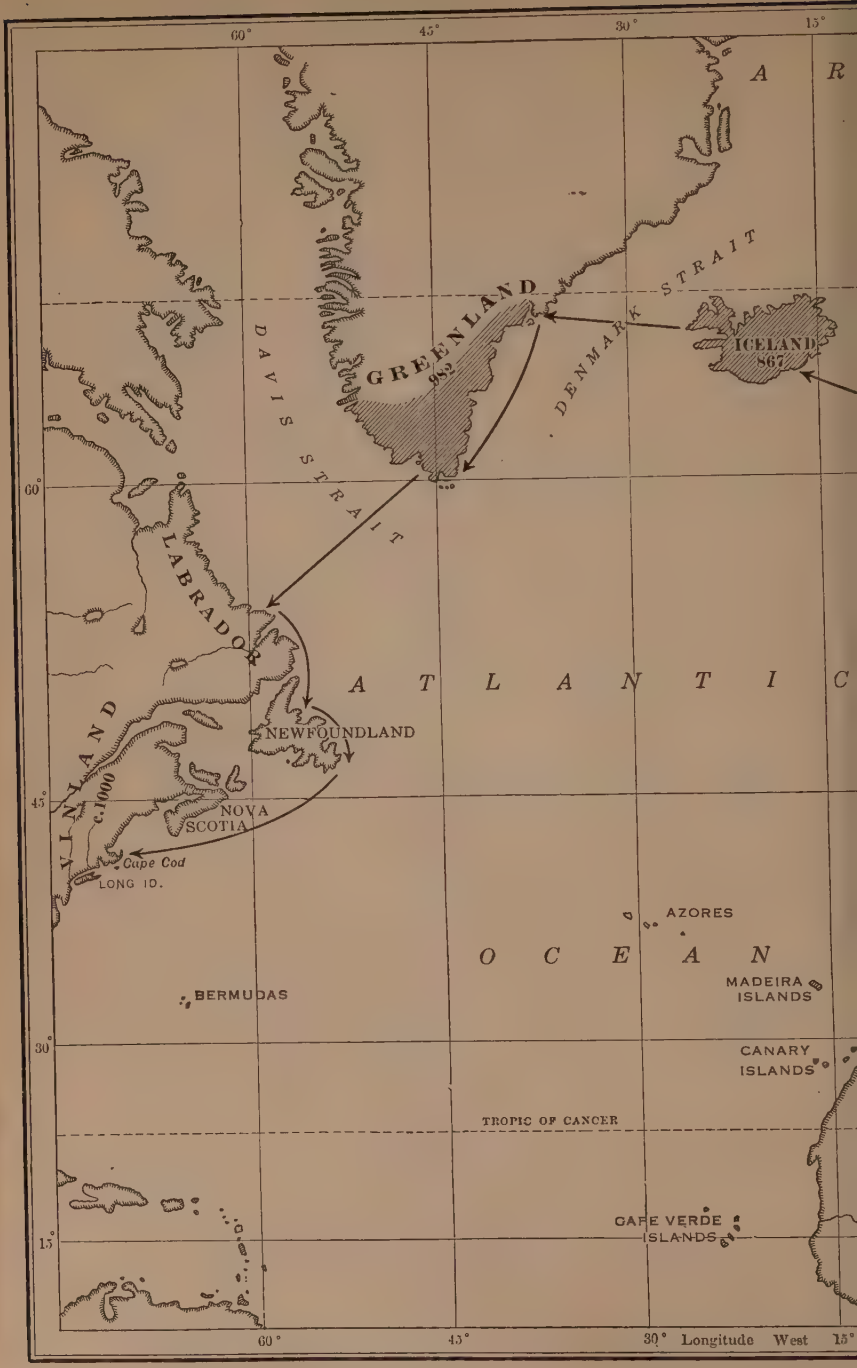 60° 45° 30° 15°
A R
GREENLAND
982
DENMARK STRAIT
ICELAND
867
DAVIS STRAIT
60°
LABRADOR
ATLANTIC
NEWFOUNDLAND
VINLAND
c.1000
45°
NOVA
SCOTIA
Cape Cod
LONG ID.
AZORES
OCEAN
MADEIRA
ISLANDS
BERMUDAS
30°
CANARY
ISLANDS
TROPIC OF CANCER
CAPE VERDE
ISLANDS
15°
60° 45° 30° Longitude West 15°